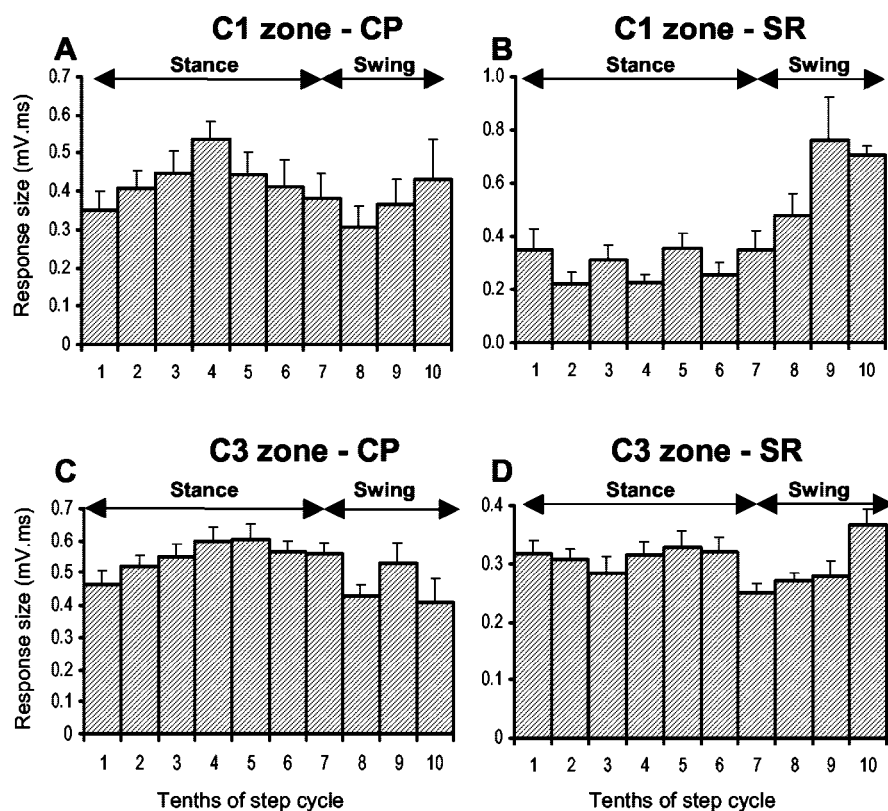 A
C1 zone - CP
Stance
Swing
Response size (mV.ms)
0.7
0.6
0.5
0.4
0.3
0.2
0.1
0
1 2 3 4 5 6 7 8 9 10
B
C1 zone - SR
Stance
Swing
1.0
0.8
0.6
0.4
0.2
0.0
1 2 3 4 5 6 7 8 9 10
C
C3 zone - CP
Stance
Swing
Response size (mV.ms)
0.7
0.6
0.5
0.4
0.3
0.2
0.1
0
1 2 3 4 5 6 7 8 9 10
Tenths of step cycle
D
C3 zone - SR
Stance
Swing
0.4
0.3
0.2
0.1
0
1 2 3 4 5 6 7 8 9 10
Tenths of step cycle